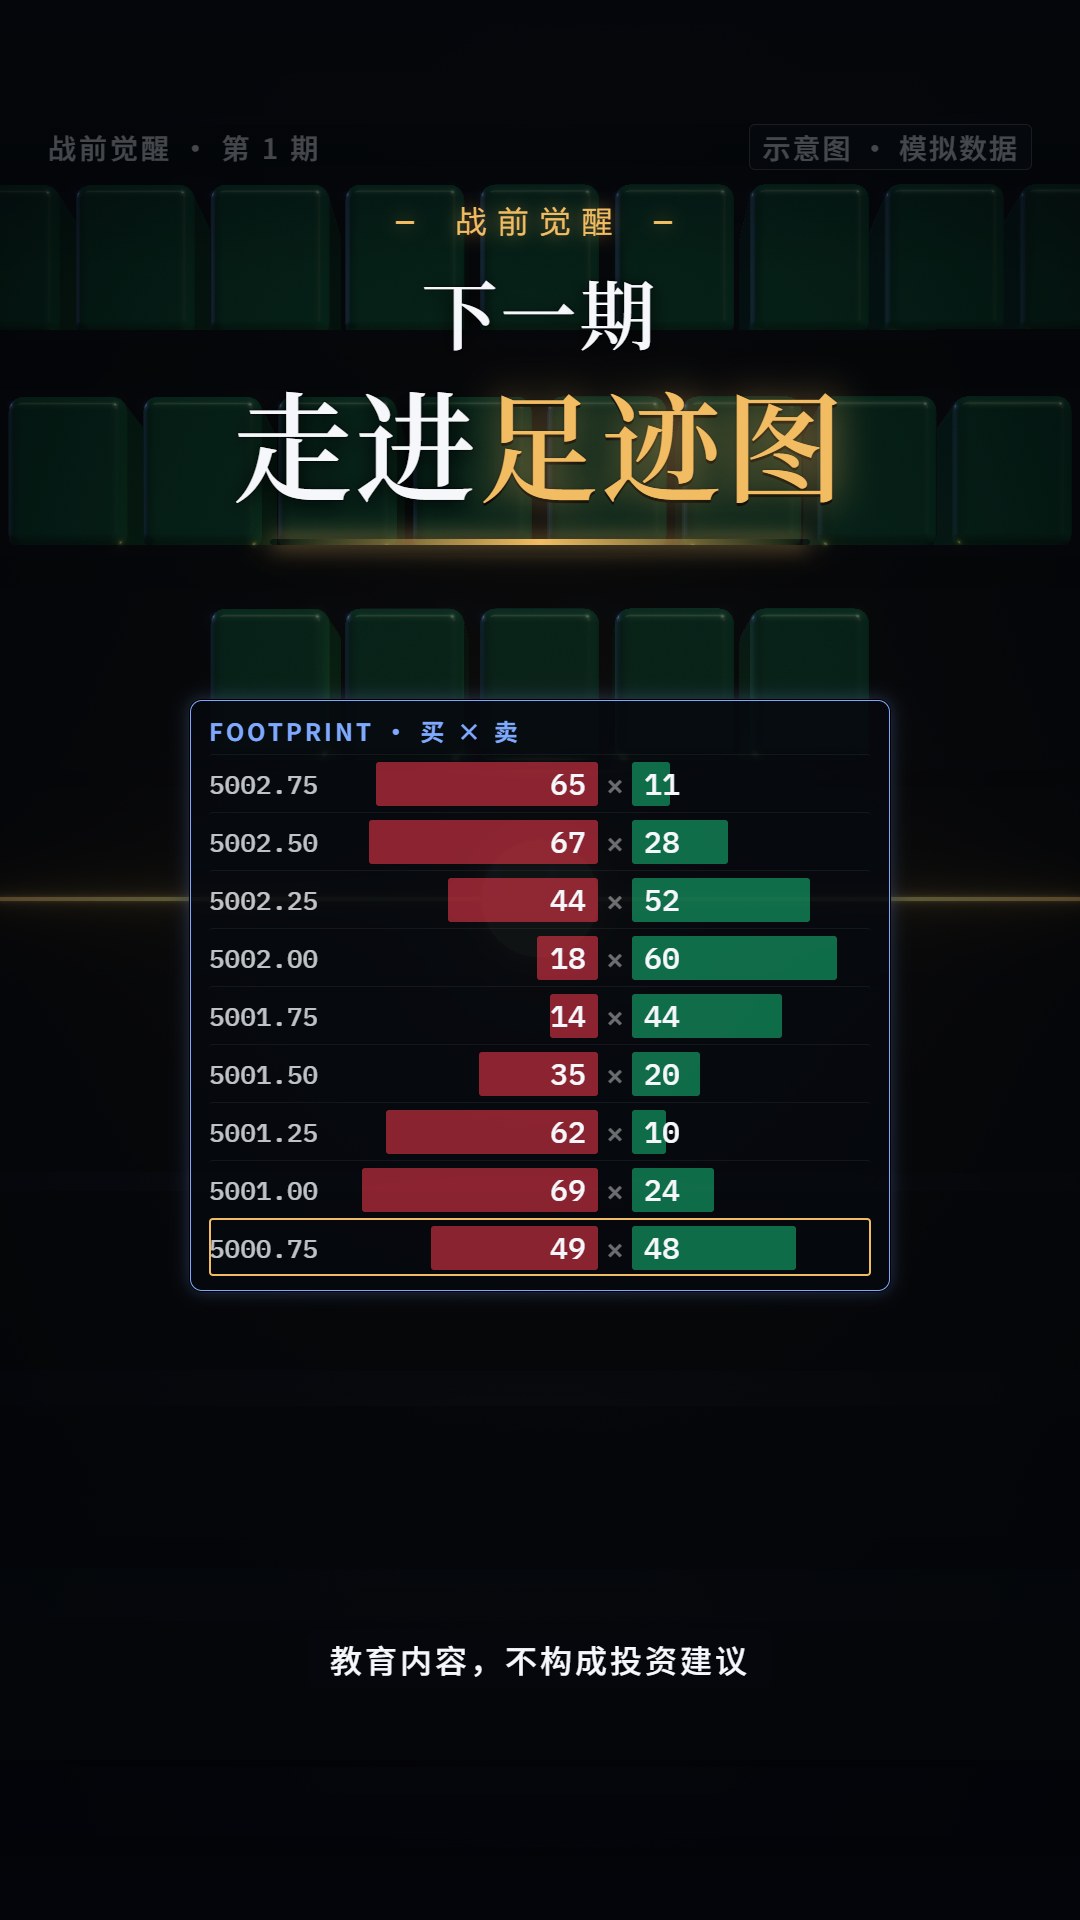 战前觉醒 · 第 1 期
示意图 · 模拟数据
— 战前觉醒 —
下一期
走进足迹图
FOOTPRINT · 买 × 卖
5002.75 65 × 11
5002.50 67 × 28
5002.25 44 × 52
5002.00 18 × 60
5001.75 14 × 44
5001.50 35 × 20
5001.25 62 × 10
5001.00 69 × 24
5000.75 49 × 48
教育内容，不构成投资建议